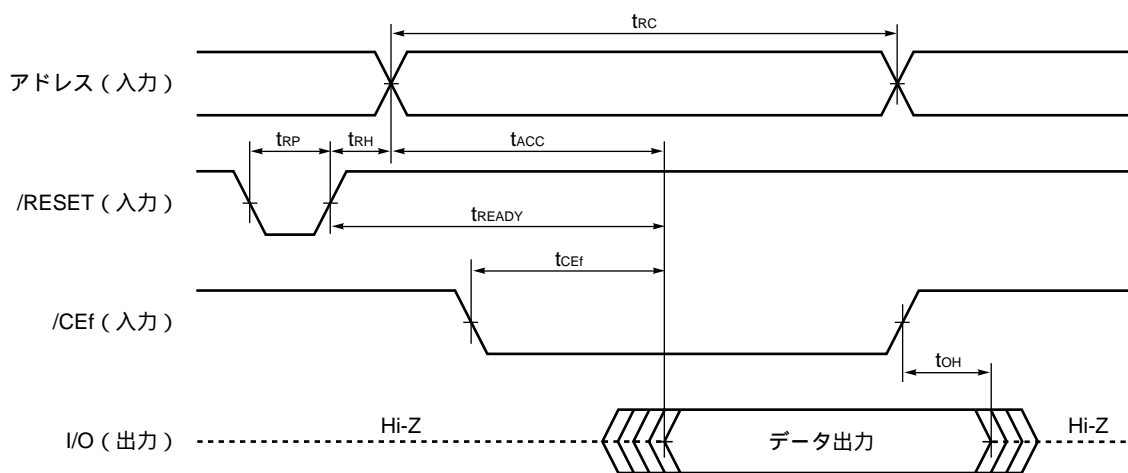 tRC
アドレス（入力）
tRP
tRH
tACC
/RESET（入力）
tREADY
tCEf
/CEf（入力）
tOH
I/O（出力）
Hi-Z
データ出力
Hi-Z